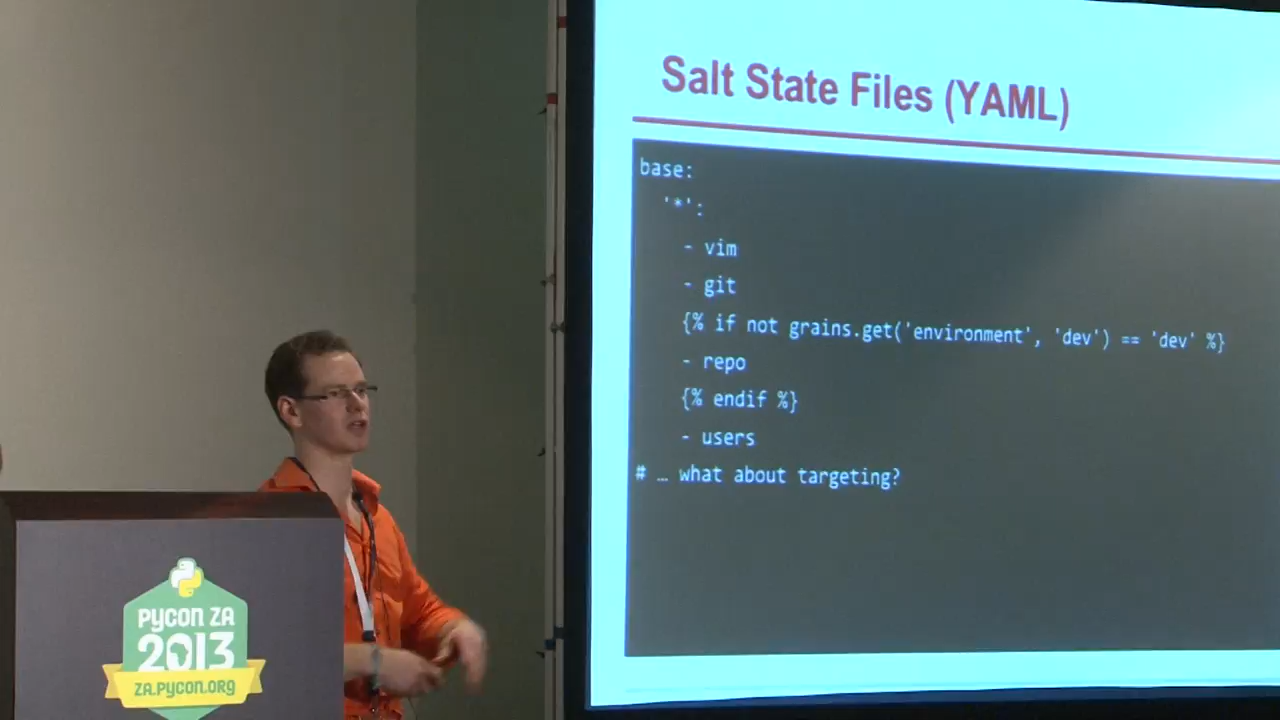 Salt State Files (YAML)
base:
'*':
- vim
- git
{% if not grains.get('environment', 'dev') == 'dev' %}
- repo
{% endif %}
- users
# … what about targeting?
PYCON ZA
2013
ZA.PYCON.ORG